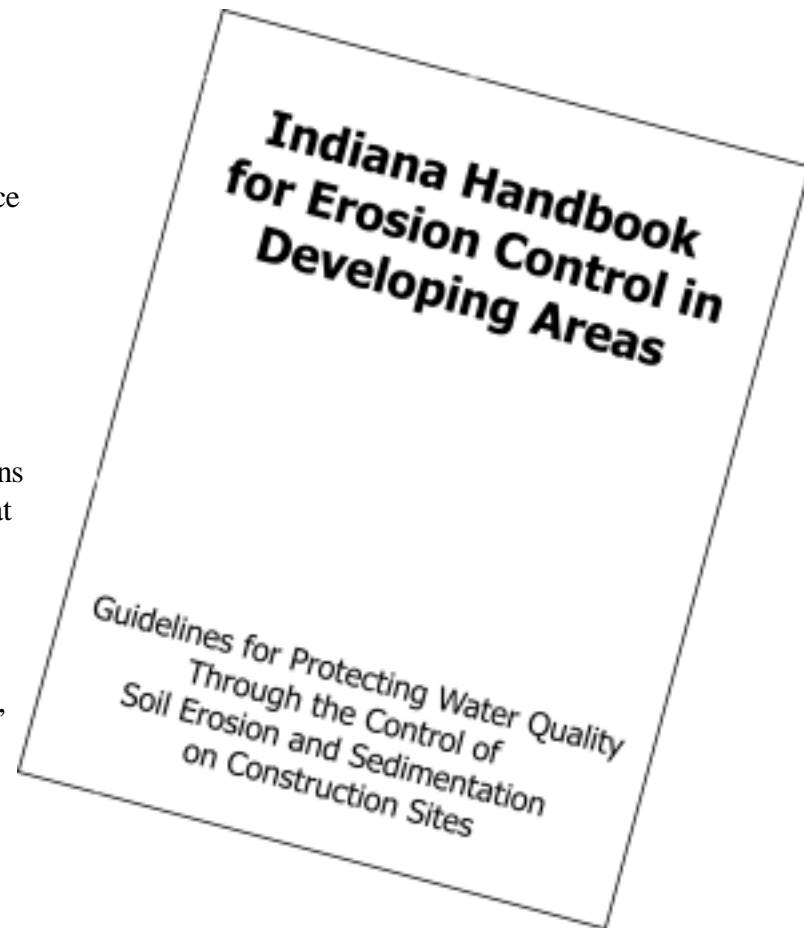 Indiana Handbook
for Erosion Control in
Developing Areas
Guidelines for Protecting Water Quality
Through the Control of
Soil Erosion and Sedimentation
on Construction Sites